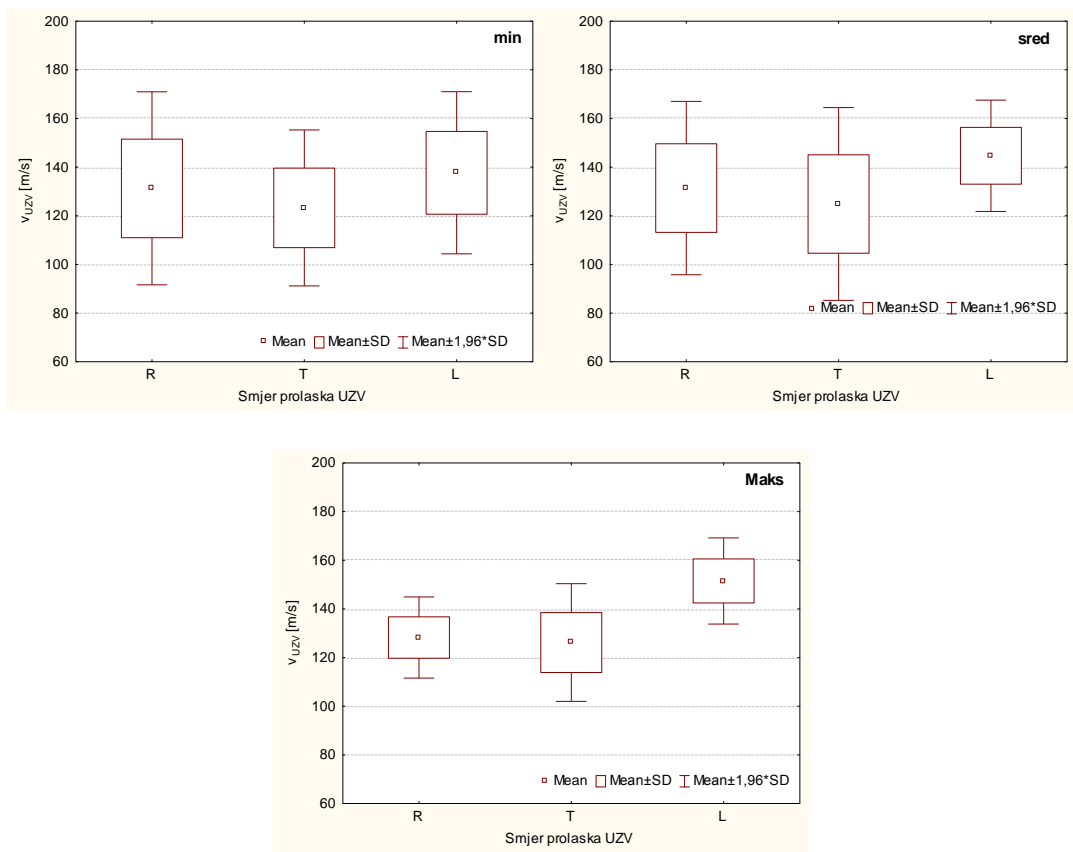 min
200
180
160
140
120
100
80
60
vUZV [m/s]
Mean Mean±SD Mean±1,96*SD
R T L
Smjer prolaska UZV
sred
200
180
160
140
120
100
80
60
vUZV [m/s]
Mean Mean±SD Mean±1,96*SD
R T L
Smjer prolaska UZV
Maks
200
180
160
140
120
100
80
60
vUZV [m/s]
Mean Mean±SD Mean±1,96*SD
R T L
Smjer prolaska UZV